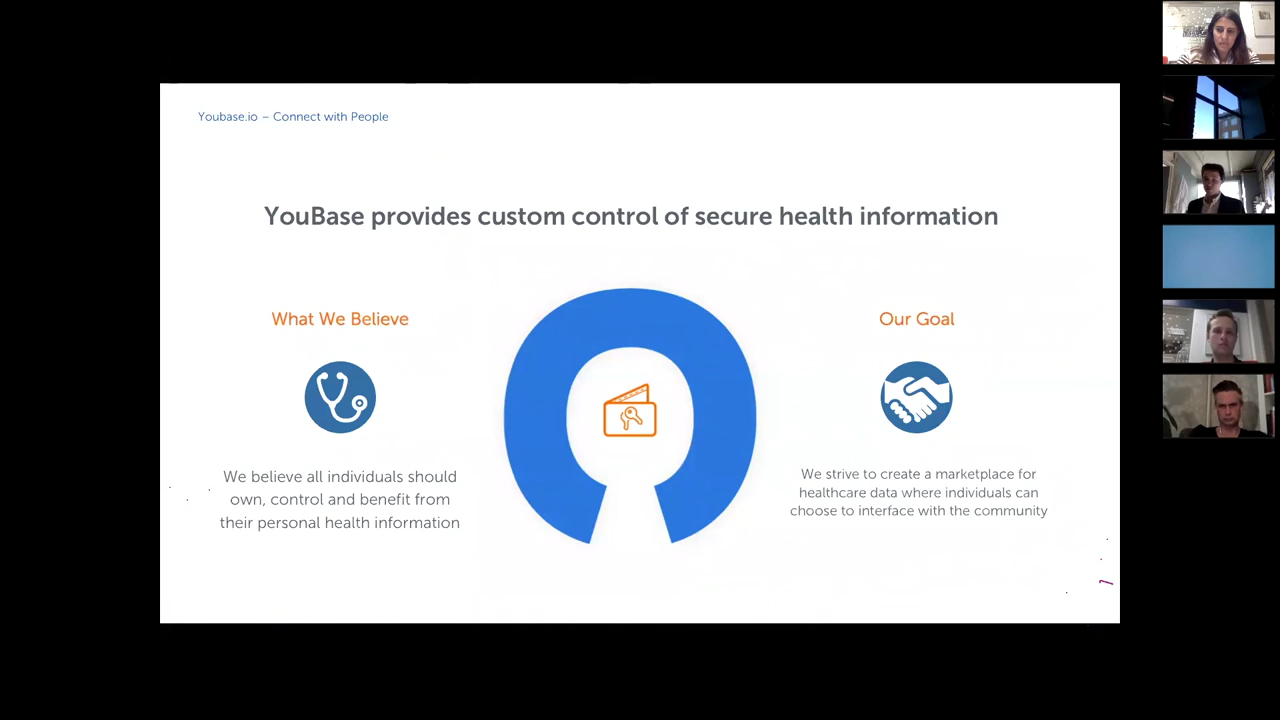 Youbase.io – Connect with People
YouBase provides custom control of secure health information
What We Believe
Our Goal
We believe all individuals should
own, control and benefit from
their personal health information
We strive to create a marketplace for
healthcare data where individuals can
choose to interface with the community